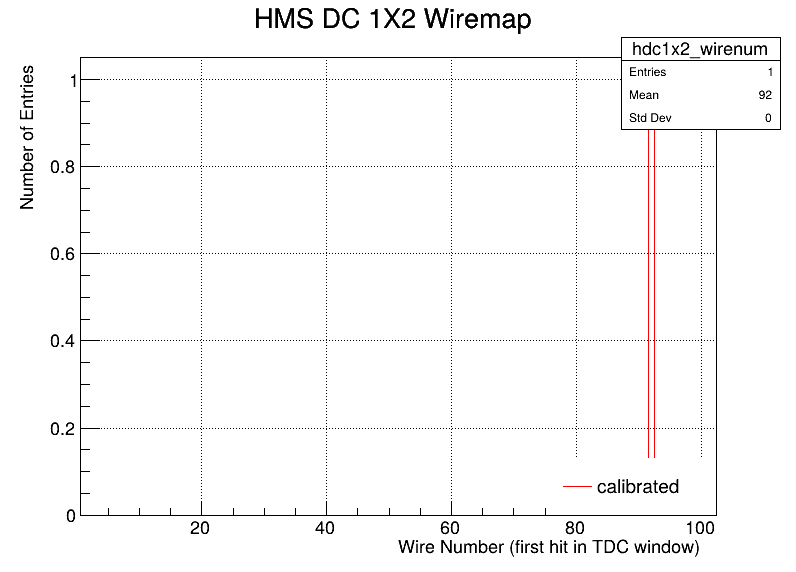 HMS DC 1X2 Wiremap
hdc1x2_wirenum
Entries 1
Mean 92
Std Dev 0
Number of Entries
1
0.8
0.6
0.4
0.2
0
calibrated
20 40 60 80 100
Wire Number (first hit in TDC window)